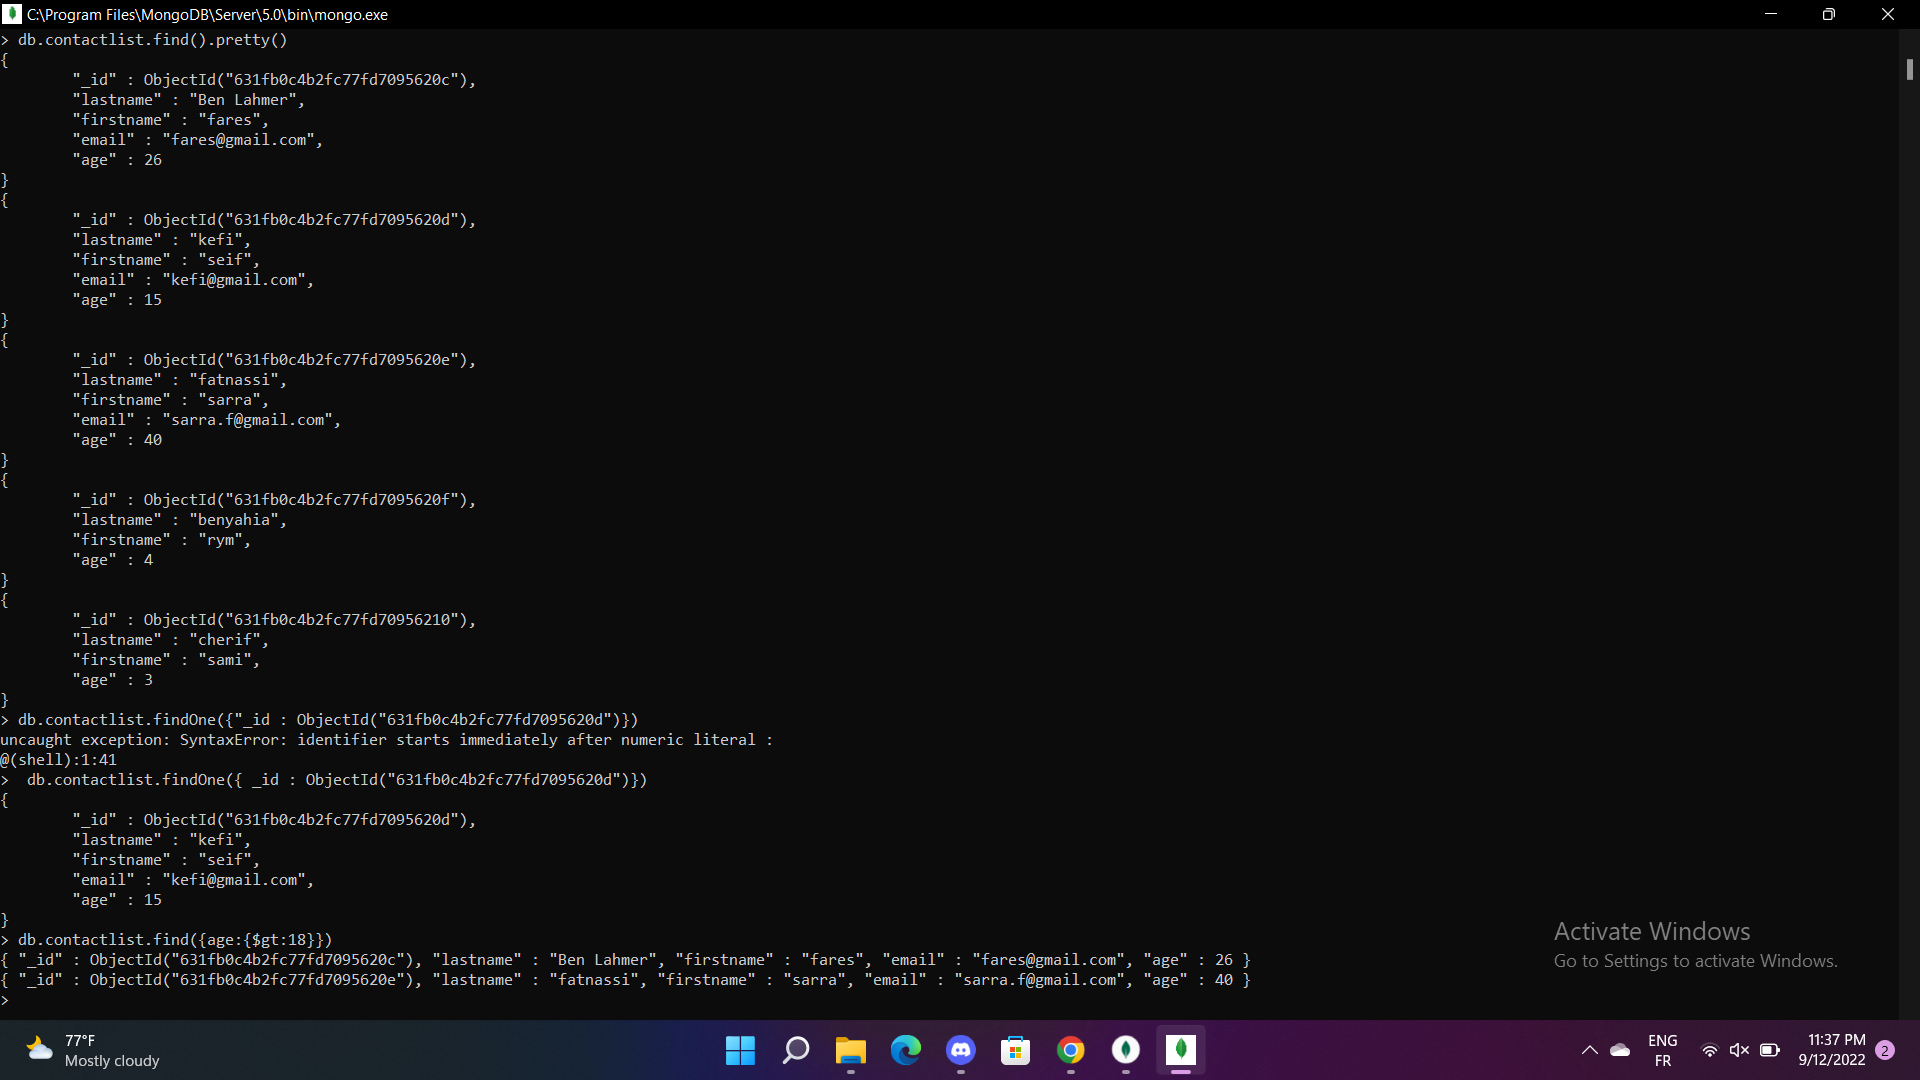 C:\Program Files\MongoDB\Server\5.0\bin\mongo.exe
> db.contactlist.find().pretty()
{
        "_id" : ObjectId("631fb0c4b2fc77fd7095620c"),
        "lastname" : "Ben Lahmer",
        "firstname" : "fares",
        "email" : "fares@gmail.com",
        "age" : 26
}
{
        "_id" : ObjectId("631fb0c4b2fc77fd7095620d"),
        "lastname" : "kefi",
        "firstname" : "seif",
        "email" : "kefi@gmail.com",
        "age" : 15
}
{
        "_id" : ObjectId("631fb0c4b2fc77fd7095620e"),
        "lastname" : "fatnassi",
        "firstname" : "sarra",
        "email" : "sarra.f@gmail.com",
        "age" : 40
}
{
        "_id" : ObjectId("631fb0c4b2fc77fd7095620f"),
        "lastname" : "benyahia",
        "firstname" : "rym",
        "age" : 4
}
{
        "_id" : ObjectId("631fb0c4b2fc77fd70956210"),
        "lastname" : "cherif",
        "firstname" : "sami",
        "age" : 3
}
> db.contactlist.findOne({"_id : ObjectId("631fb0c4b2fc77fd7095620d")})
uncaught exception: SyntaxError: identifier starts immediately after numeric literal :
@(shell):1:41
>  db.contactlist.findOne({ _id : ObjectId("631fb0c4b2fc77fd7095620d")})
{
        "_id" : ObjectId("631fb0c4b2fc77fd7095620d"),
        "lastname" : "kefi",
        "firstname" : "seif",
        "email" : "kefi@gmail.com",
        "age" : 15
}
> db.contactlist.find({age:{$gt:18}})
{ "_id" : ObjectId("631fb0c4b2fc77fd7095620c"), "lastname" : "Ben Lahmer", "firstname" : "fares", "email" : "fares@gmail.com", "age" : 26 }
{ "_id" : ObjectId("631fb0c4b2fc77fd7095620e"), "lastname" : "fatnassi", "firstname" : "sarra", "email" : "sarra.f@gmail.com", "age" : 40 }
>
Activate Windows
Go to Settings to activate Windows.
77°F
Mostly cloudy
ENG
FR
11:37 PM
9/12/2022
2